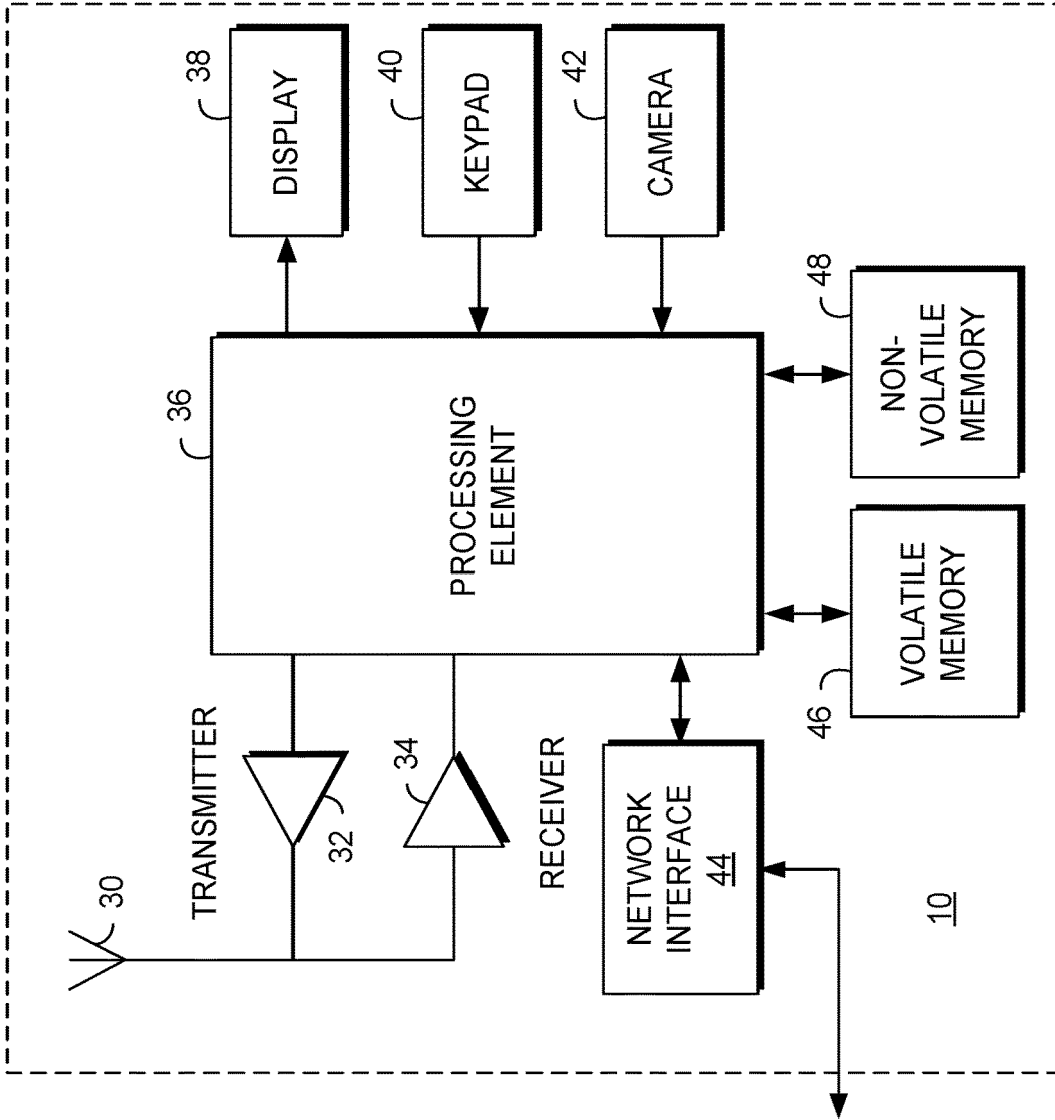 30
TRANSMITTER
32
34
RECEIVER
36
PROCESSING
ELEMENT
38
DISPLAY
40
KEYPAD
42
CAMERA
NETWORK
INTERFACE
44
46
VOLATILE
MEMORY
48
NON-
VOLATILE
MEMORY
10